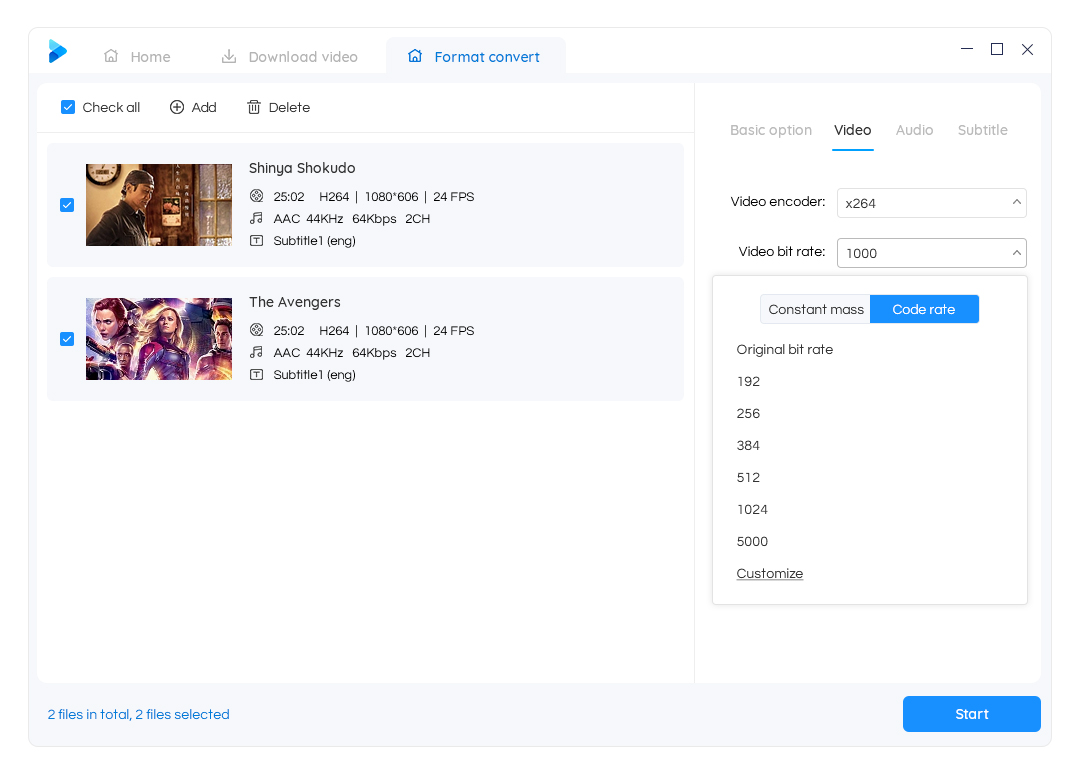 Home
Download video
Format convert
Check all
Add
Delete
Shinya Shokudo
25:02 H264 | 1080*606 | 24 FPS
AAC 44KHz 64Kbps 2CH
Subtitle1 (eng)
The Avengers
25:02 H264 | 1080*606 | 24 FPS
AAC 44KHz 64Kbps 2CH
Subtitle1 (eng)
Basic option
Video
Audio
Subtitle
Video encoder: x264
Video bit rate: 1000
Constant mass
Code rate
Original bit rate
192
256
384
512
1024
5000
Customize
2 files in total, 2 files selected
Start